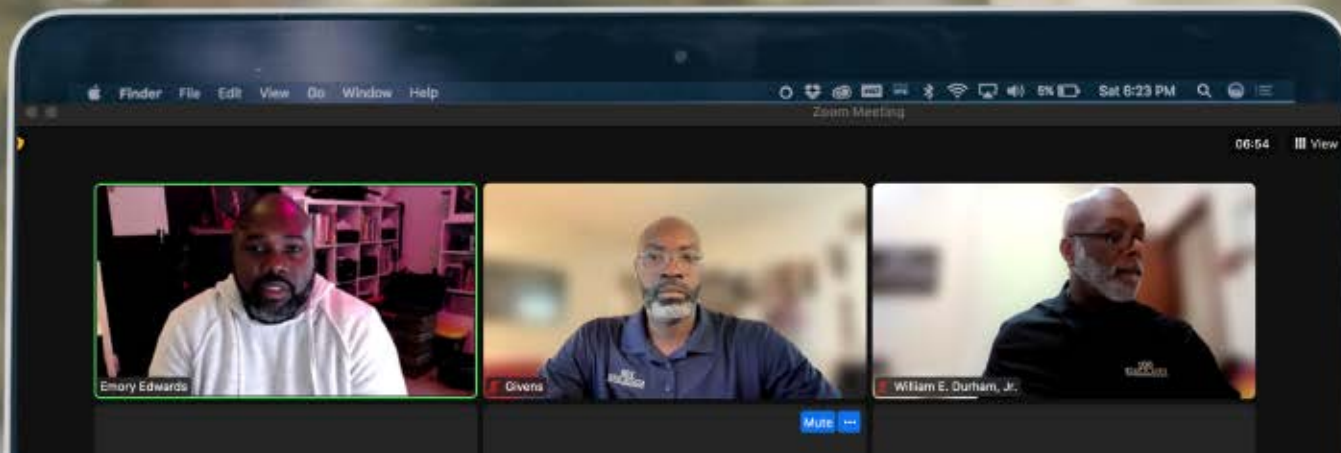 Finder File Edit View Go Window Help 5% Sat 6:23 PM
Zoom Meeting
06:54 View
Emory Edwards Givens William E. Durham, Jr.
Mute